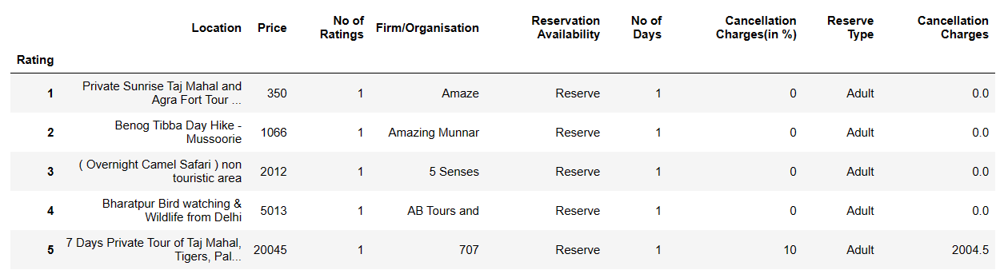 Location Price No of Ratings Firm/Organisation Reservation Availability No of Days Cancellation Charges(in %) Reserve Type Cancellation Charges
Rating
1 Private Sunrise Taj Mahal and Agra Fort Tour ... 350 1 Amaze Reserve 1 0 Adult 0.0
2 Benog Tibba Day Hike - Mussoorie 1066 1 Amazing Munnar Reserve 1 0 Adult 0.0
3 ( Overnight Camel Safari ) non touristic area 2012 1 5 Senses Reserve 1 0 Adult 0.0
4 Bharatpur Bird watching & Wildlife from Delhi 5013 1 AB Tours and Reserve 1 0 Adult 0.0
5 7 Days Private Tour of Taj Mahal, Tigers, Pal... 20045 1 707 Reserve 1 10 Adult 2004.5